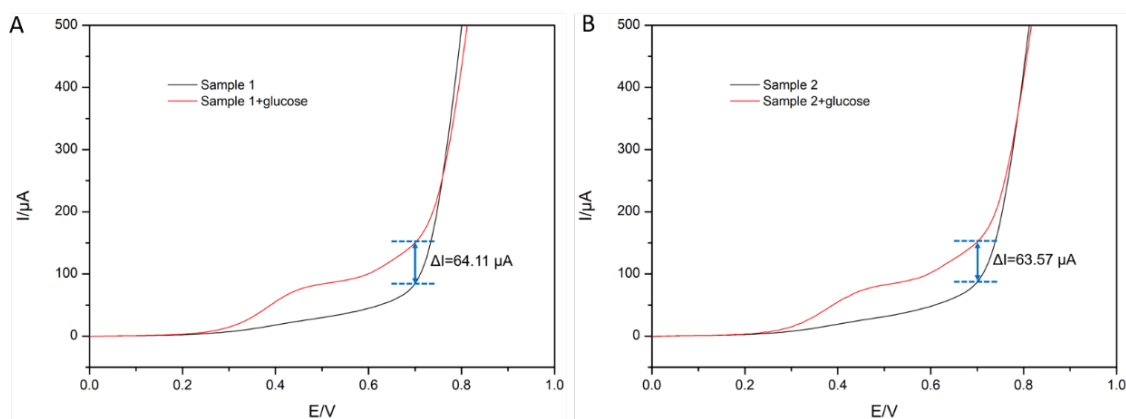 A
500
400
300
200
100
0
I/μA
Sample 1
Sample 1+glucose
ΔI=64.11 μA
0.0 0.2 0.4 0.6 0.8 1.0
E/V
B
500
400
300
200
100
0
I/μA
Sample 2
Sample 2+glucose
ΔI=63.57 μA
0.0 0.2 0.4 0.6 0.8 1.0
E/V